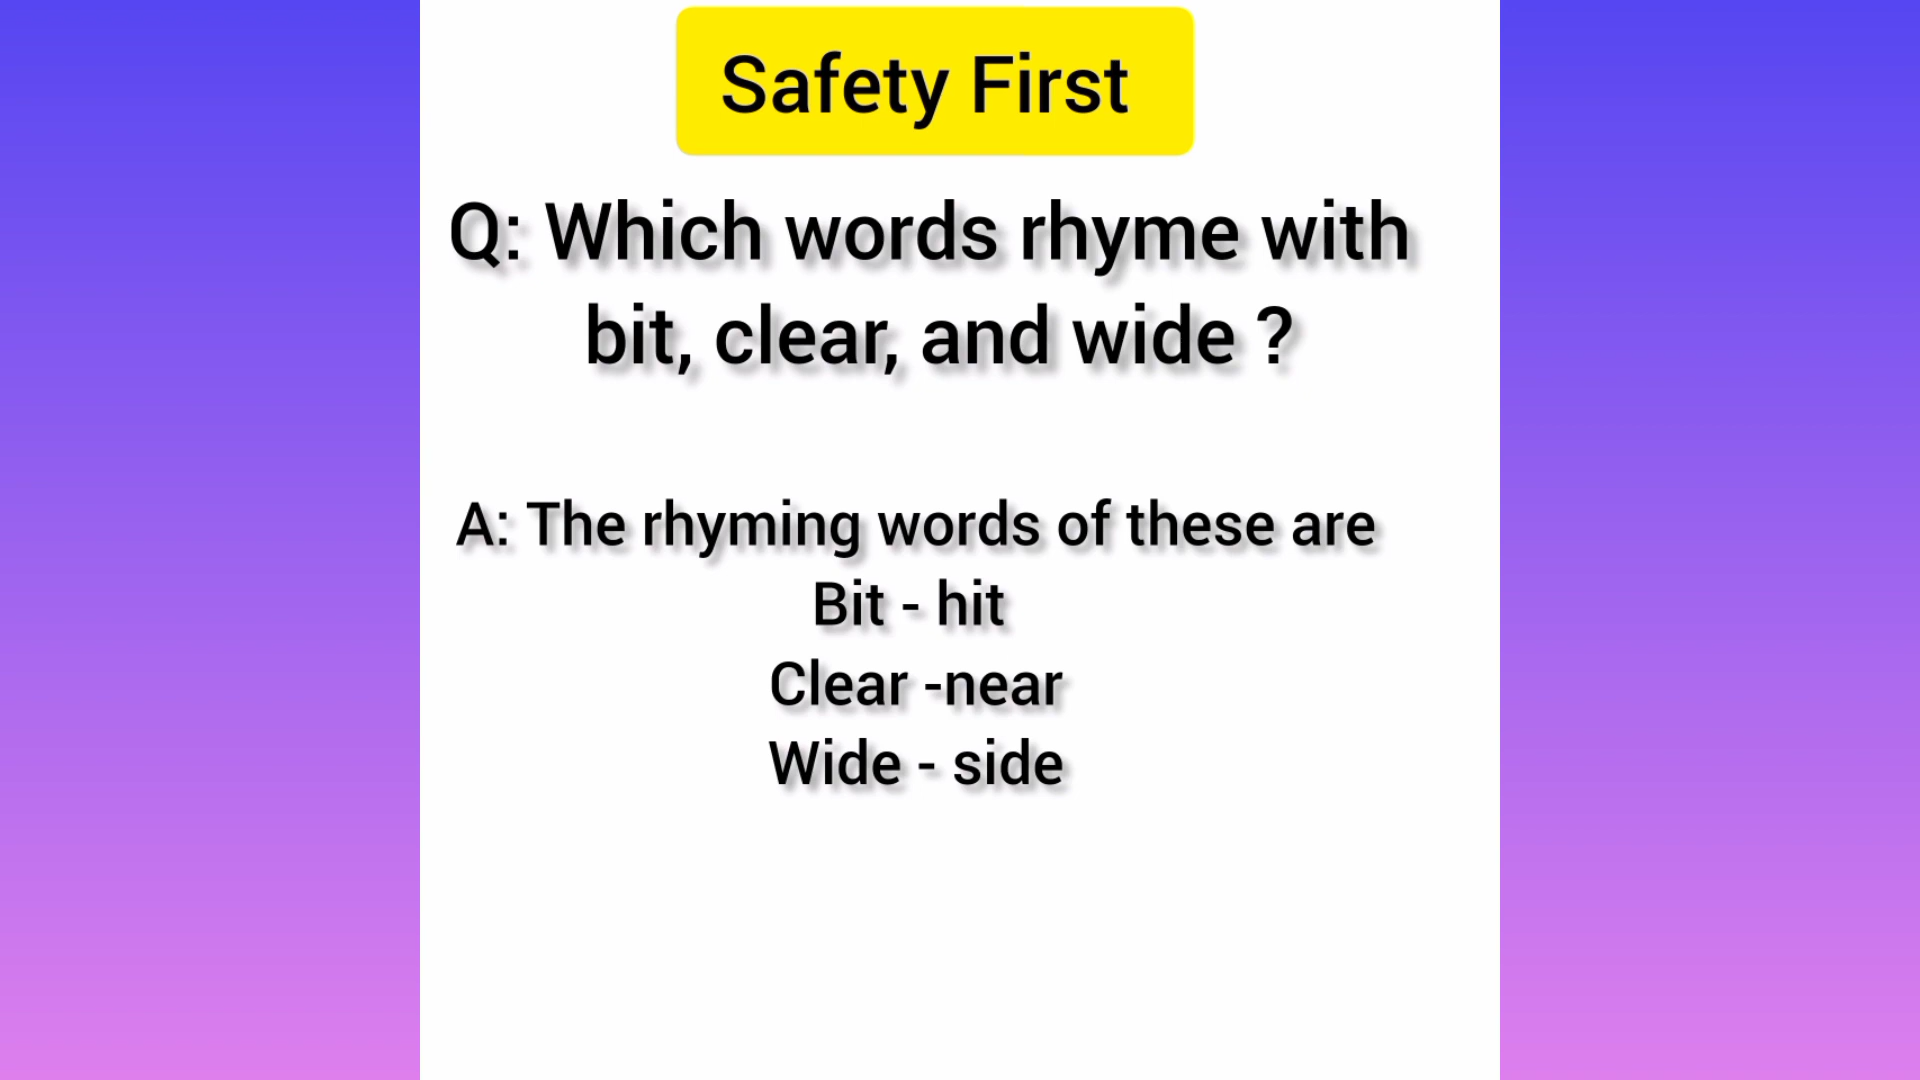 Safety First
Q: Which words rhyme with
bit, clear, and wide ?
A: The rhyming words of these are
Bit - hit
Clear -near
Wide - side